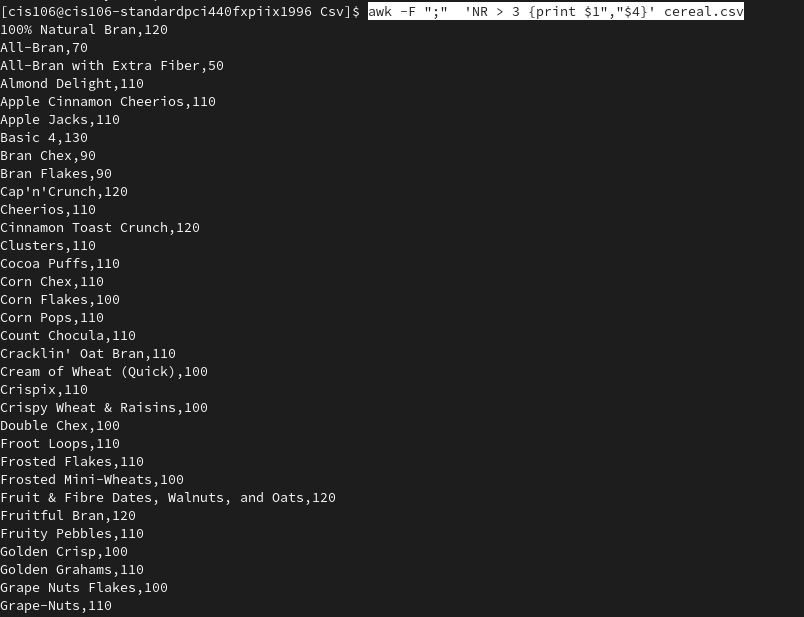 [cis106@cis106-standardpci440fxpiix1996 Csv]$ awk -F ";"  'NR > 3 {print $1","$4}' cereal.csv
100% Natural Bran,120
All-Bran,70
All-Bran with Extra Fiber,50
Almond Delight,110
Apple Cinnamon Cheerios,110
Apple Jacks,110
Basic 4,130
Bran Chex,90
Bran Flakes,90
Cap'n'Crunch,120
Cheerios,110
Cinnamon Toast Crunch,120
Clusters,110
Cocoa Puffs,110
Corn Chex,110
Corn Flakes,100
Corn Pops,110
Count Chocula,110
Cracklin' Oat Bran,110
Cream of Wheat (Quick),100
Crispix,110
Crispy Wheat & Raisins,100
Double Chex,100
Froot Loops,110
Frosted Flakes,110
Frosted Mini-Wheats,100
Fruit & Fibre Dates, Walnuts, and Oats,120
Fruitful Bran,120
Fruity Pebbles,110
Golden Crisp,100
Golden Grahams,110
Grape Nuts Flakes,100
Grape-Nuts,110